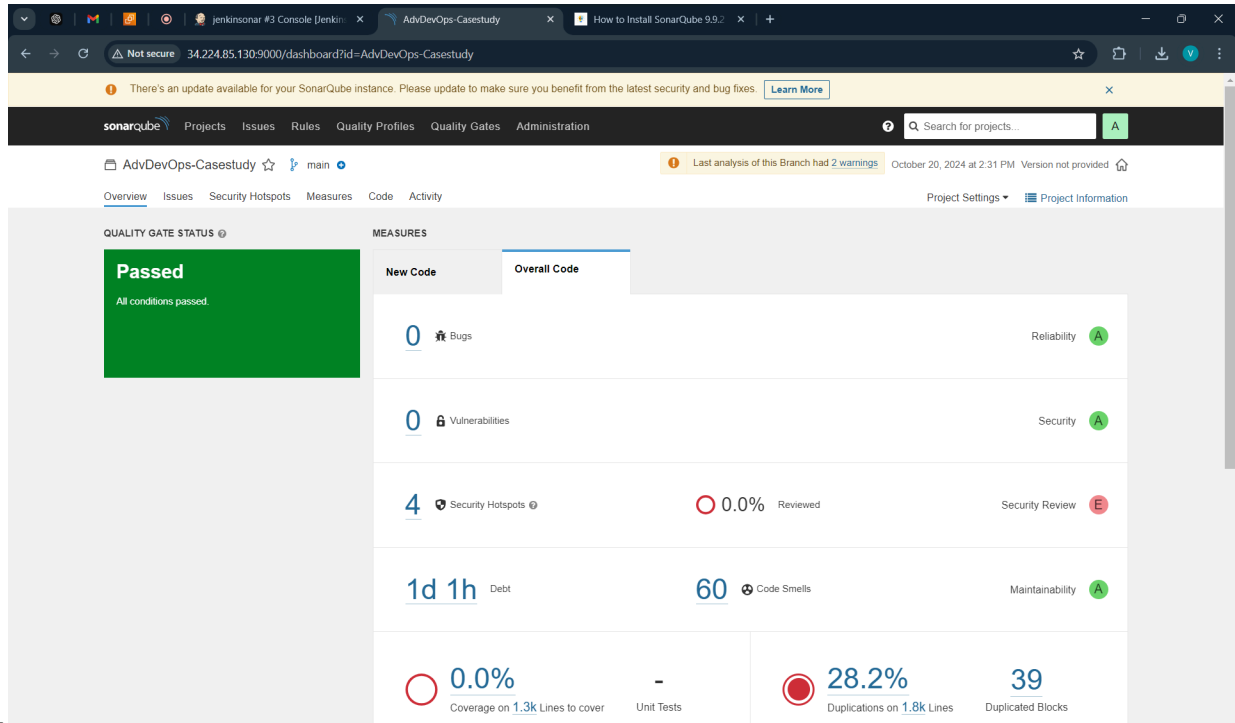 jenkinsonar #3 Console [Jenkin:
AdvDevOps-Casestudy
How to Install SonarQube 9.9.2
Not secure 34.224.85.130:9000/dashboard?id=AdvDevOps-Casestudy
V
There's an update available for your SonarQube instance. Please update to make sure you benefit from the latest security and bug fixes. Learn More
sonarqube Projects Issues Rules Quality Profiles Quality Gates Administration Search for projects... A
AdvDevOps-Casestudy main Last analysis of this Branch had 2 warnings October 20, 2024 at 2:31 PM Version not provided
Overview Issues Security Hotspots Measures Code Activity Project Settings Project Information
QUALITY GATE STATUS MEASURES
Passed
All conditions passed.
New Code Overall Code
0 Bugs Reliability A
0 Vulnerabilities Security A
4 Security Hotspots 0.0% Reviewed Security Review E
1d 1h Debt 60 Code Smells Maintainability A
0.0% - 28.2% 39
Coverage on 1.3k Lines to cover Unit Tests Duplications on 1.8k Lines Duplicated Blocks